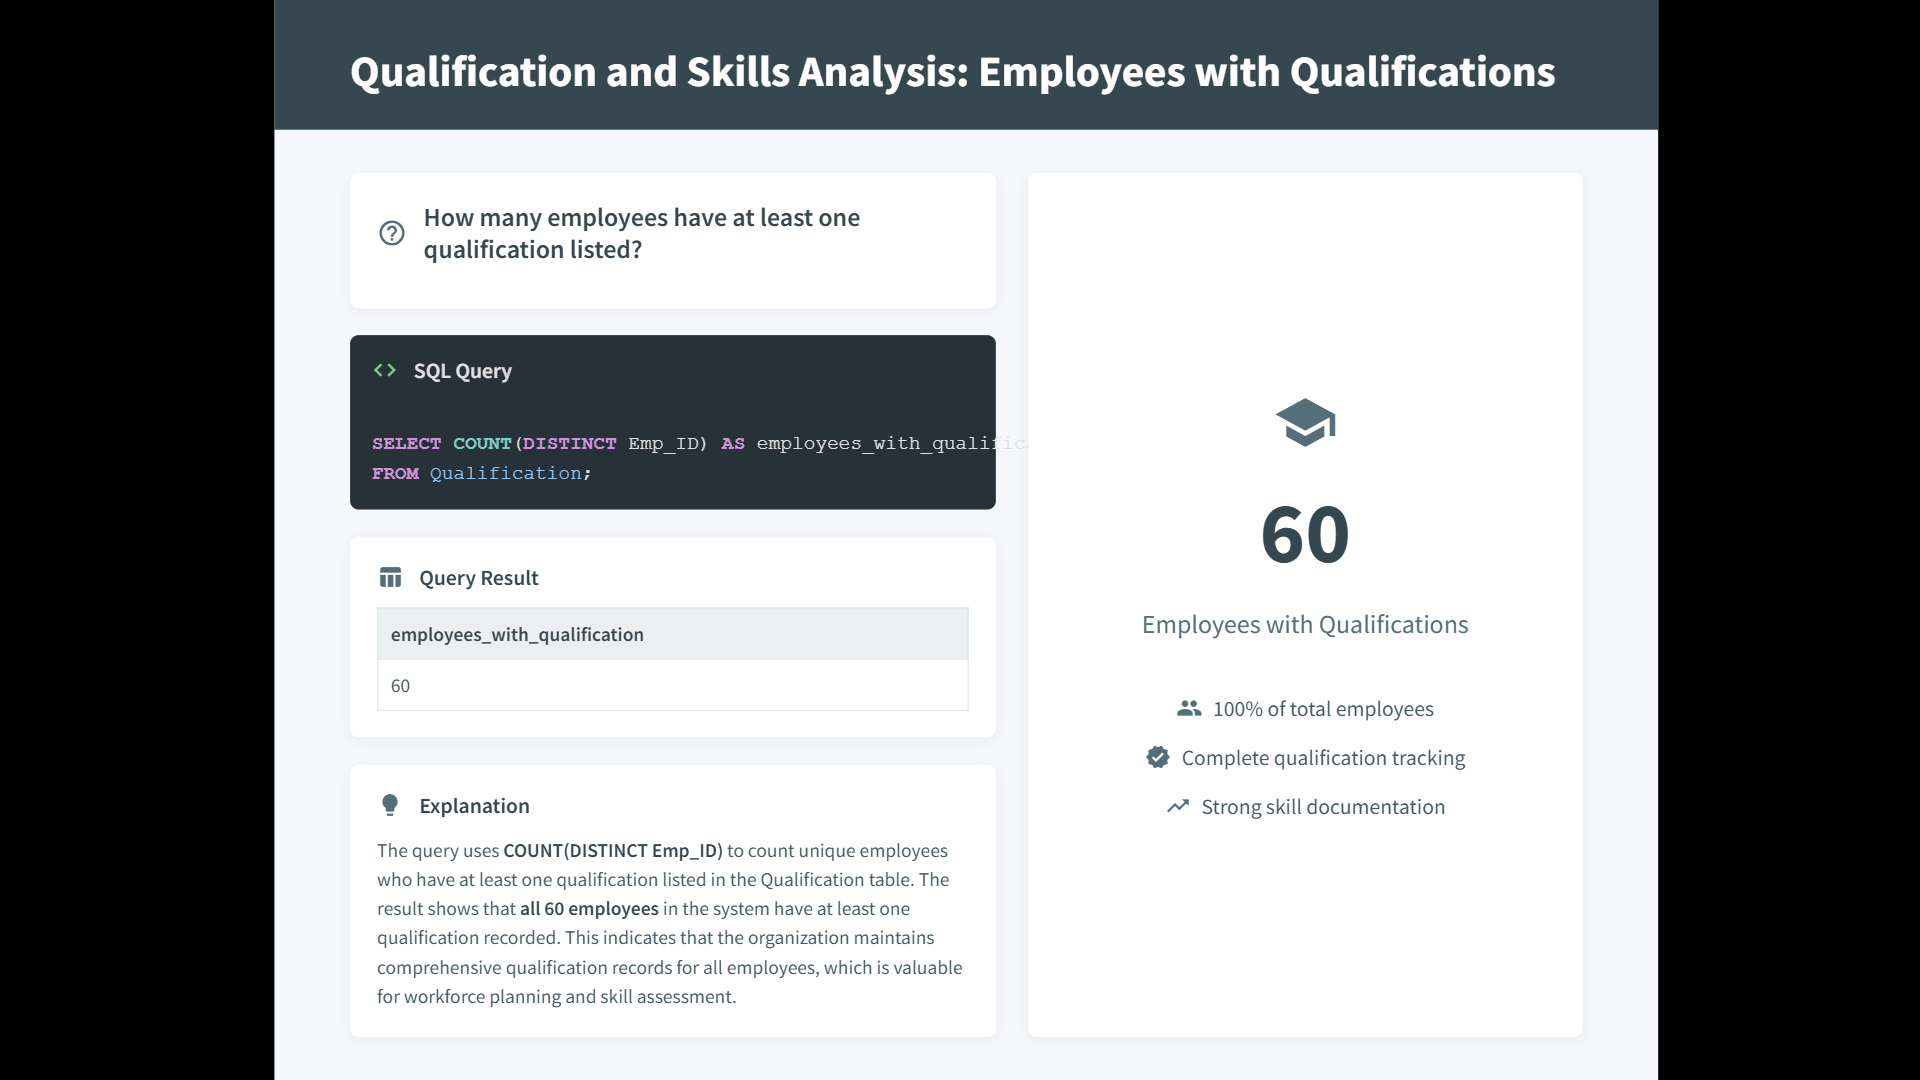 Qualification and Skills Analysis: Employees with Qualifications
How many employees have at least one
qualification listed?
SQL Query
SELECT COUNT(DISTINCT Emp_ID) AS employees_with_qualific
FROM Qualification;
Query Result
employees_with_qualification
60
Explanation
The query uses COUNT(DISTINCT Emp_ID) to count unique employees
who have at least one qualification listed in the Qualification table. The
result shows that all 60 employees in the system have at least one
qualification recorded. This indicates that the organization maintains
comprehensive qualification records for all employees, which is valuable
for workforce planning and skill assessment.
60
Employees with Qualifications
100% of total employees
Complete qualification tracking
Strong skill documentation